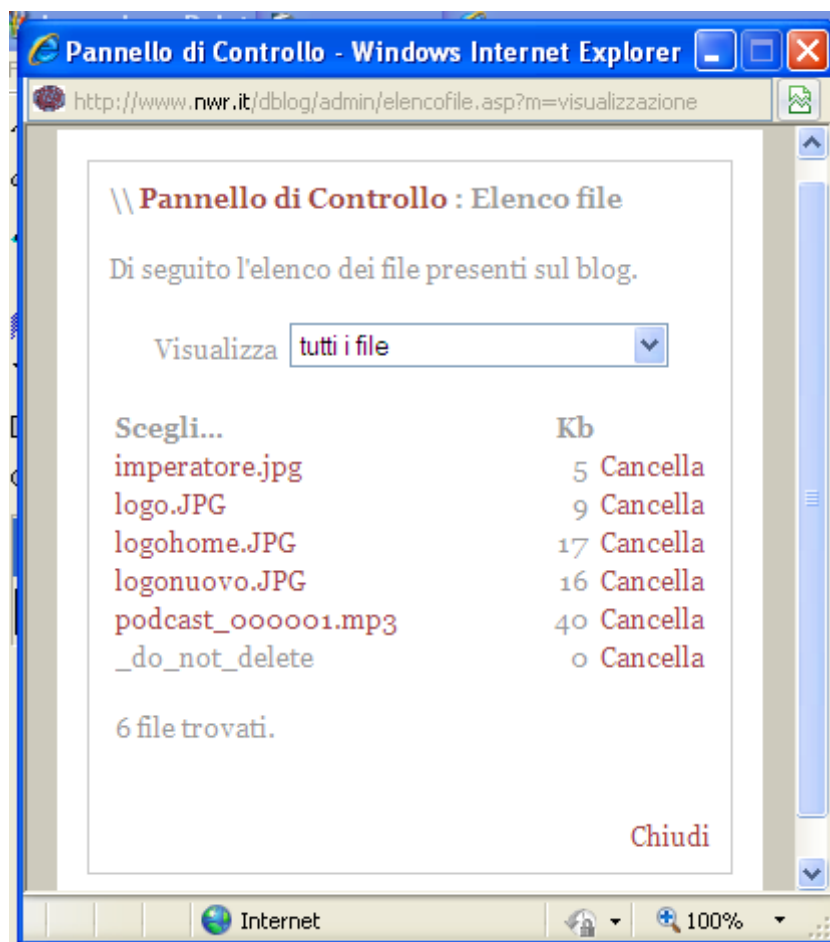 Pannello di Controllo - Windows Internet Explorer
http://www.nwr.it/dblog/admin/elencofile.asp?m=visualizzazione
\\ Pannello di Controllo : Elenco file
Di seguito l'elenco dei file presenti sul blog.
Visualizza tutti i file
Scegli... Kb
imperatore.jpg 5 Cancella
logo.JPG 9 Cancella
logohome.JPG 17 Cancella
logonuovo.JPG 16 Cancella
podcast_000001.mp3 40 Cancella
_do_not_delete 0 Cancella
6 file trovati.
Chiudi
Internet 100%